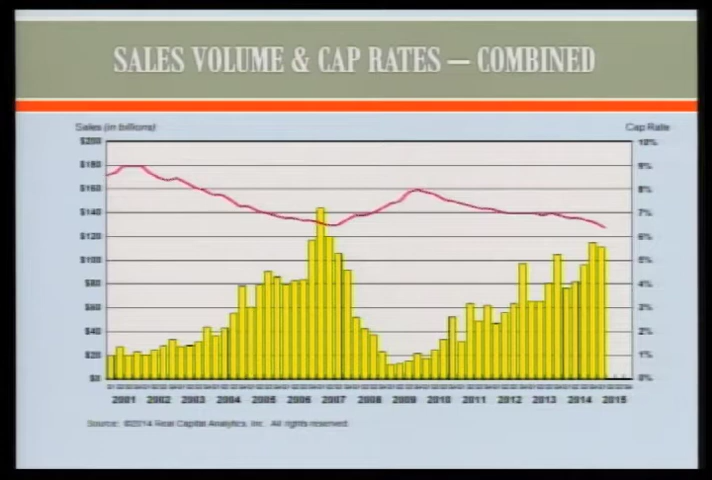 SALES VOLUME & CAP RATES — COMBINED
Sales (in billions) Cap Rate
$200 10%
$180 9%
$160 8%
$140 7%
$120 6%
$100 5%
$80 4%
$60 3%
$40 2%
$20 1%
$0 0%
2001 2002 2003 2004 2005 2006 2007 2008 2009 2010 2011 2012 2013 2014 2015
Source: ©2014 Real Capital Analytics, Inc. All rights reserved.